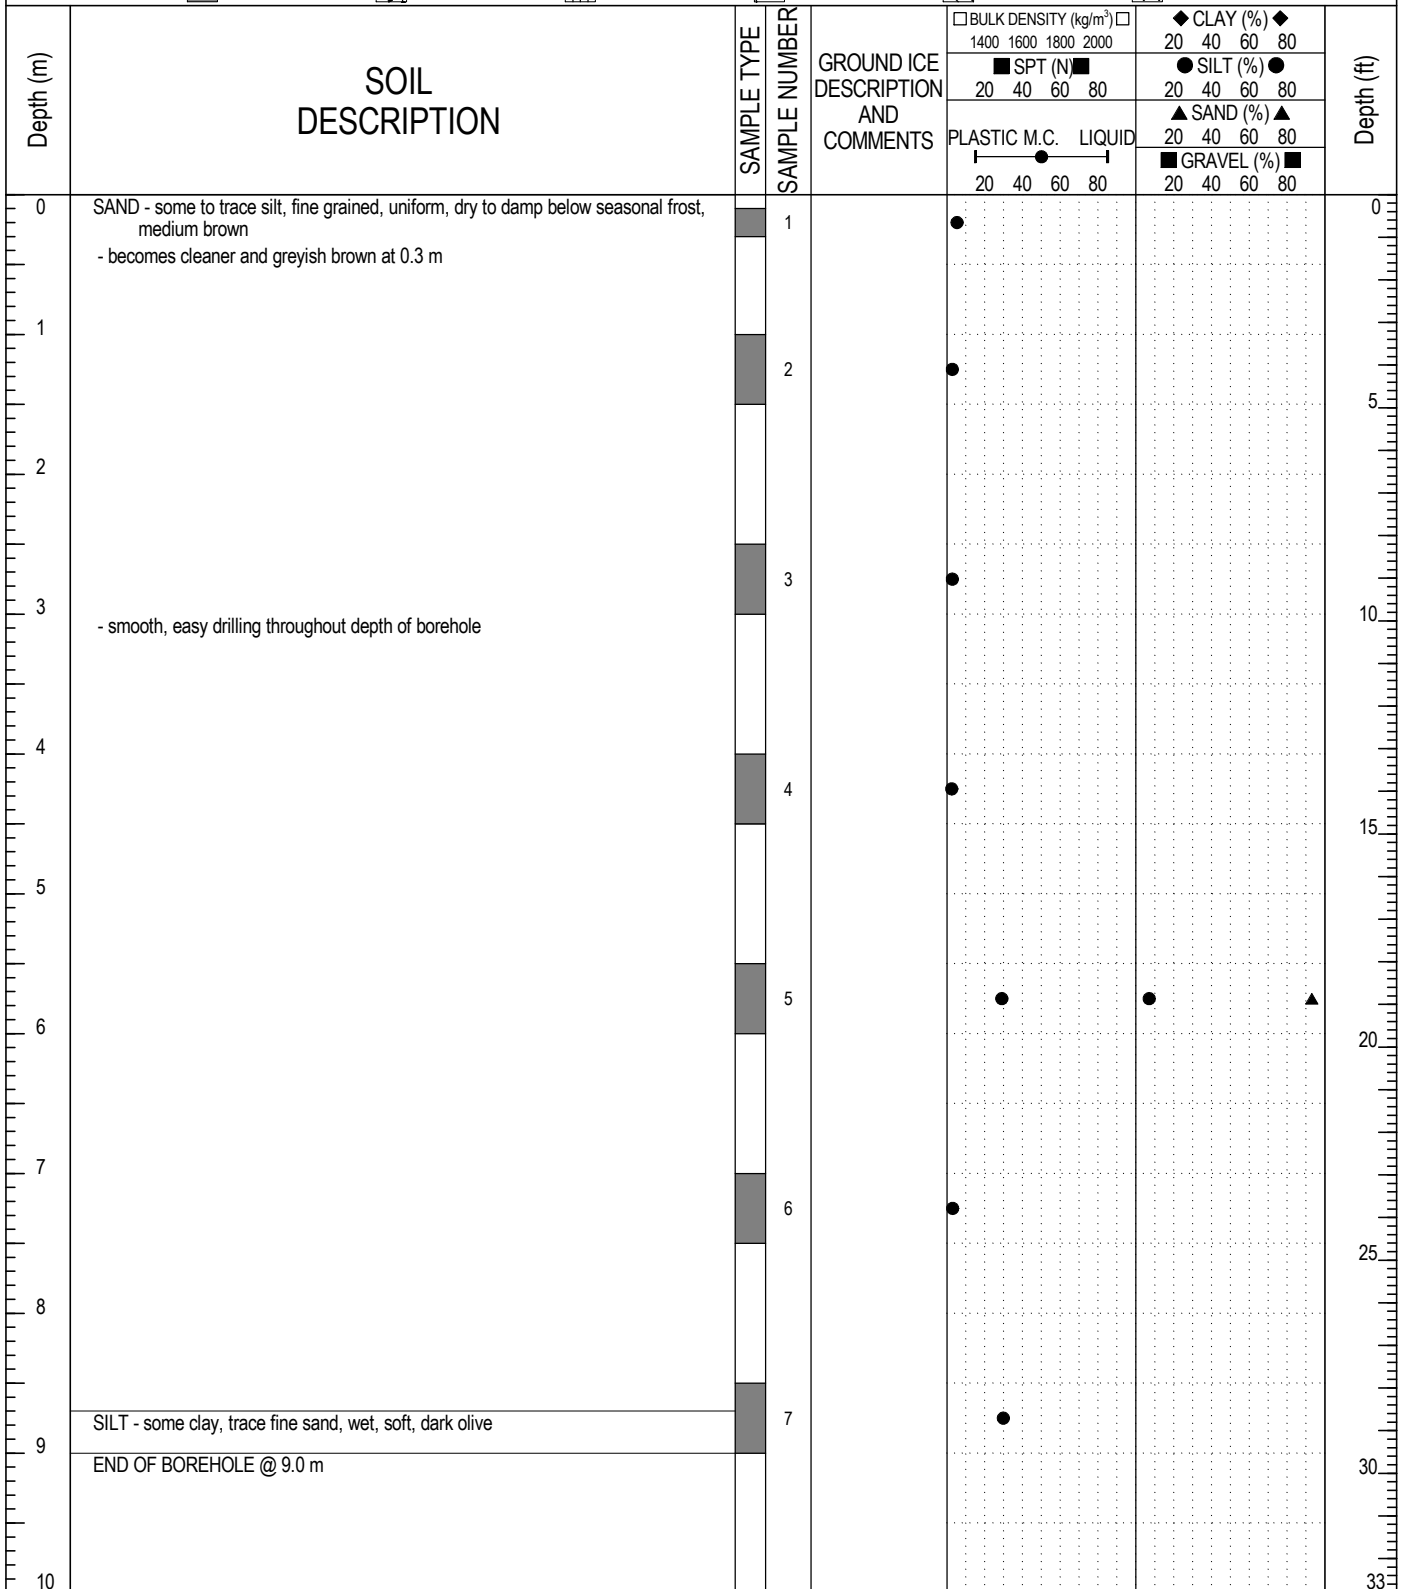 Depth (m)
SOIL
DESCRIPTION
SAMPLE TYPE
SAMPLE NUMBER
GROUND ICE
DESCRIPTION
AND
COMMENTS
□ BULK DENSITY (kg/m³) □
1400 1600 1800 2000
■ SPT (N) ■
20 40 60 80
PLASTIC M.C. LIQUID
20 40 60 80
◆ CLAY (%) ◆
20 40 60 80
● SILT (%) ●
20 40 60 80
▲ SAND (%) ▲
20 40 60 80
■ GRAVEL (%) ■
20 40 60 80
Depth (ft)
0
SAND - some to trace silt, fine grained, uniform, dry to damp below seasonal frost,
medium brown
1
0
- becomes cleaner and greyish brown at 0.3 m
1
2
5
2
3
3
10
- smooth, easy drilling throughout depth of borehole
4
4
15
5
5
6
20
7
6
25
8
SILT - some clay, trace fine sand, wet, soft, dark olive
7
9
END OF BOREHOLE @ 9.0 m
30
10
33